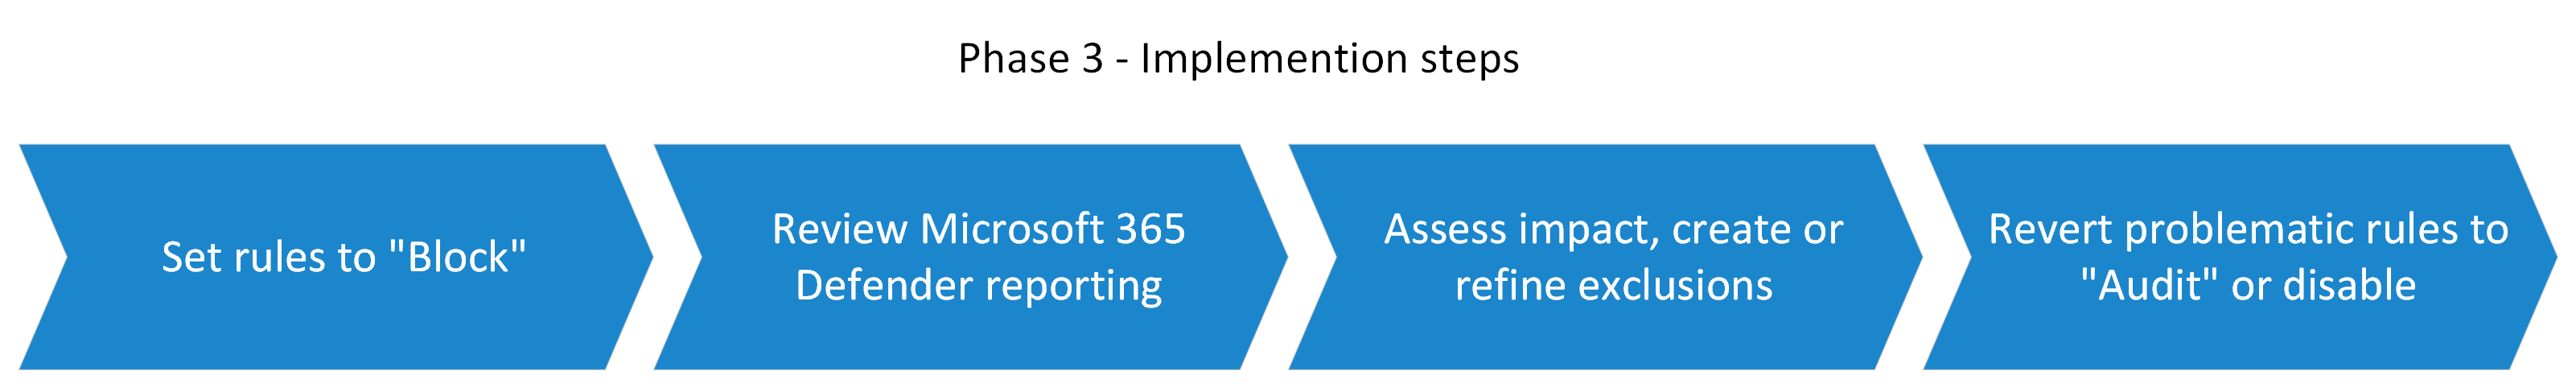 Phase 3 - Implemention steps
Set rules to "Block"
Review Microsoft 365
Defender reporting
Assess impact, create or
refine exclusions
Revert problematic rules to
"Audit" or disable